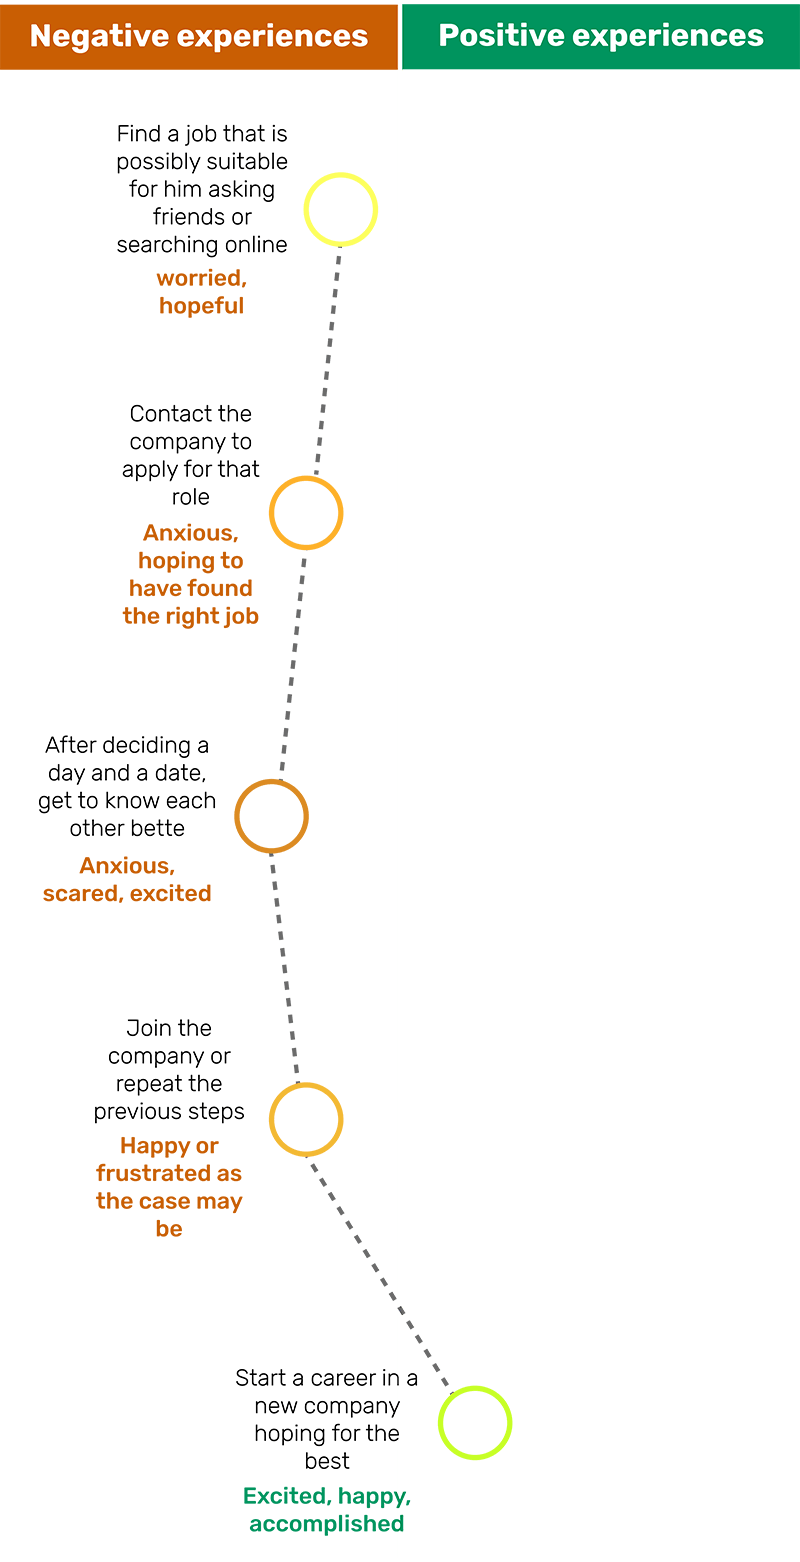 Negative experiences
Positive experiences
Find a job that is
possibly suitable
for him asking
friends or
searching online
worried,
hopeful
Contact the
company to
apply for that
role
Anxious,
hoping to
have found
the right job
After deciding a
day and a date,
get to know each
other bette
Anxious,
scared, excited
Join the
company or
repeat the
previous steps
Happy or
frustrated as
the case may
be
Start a career in a
new company
hoping for the
best
Excited, happy,
accomplished